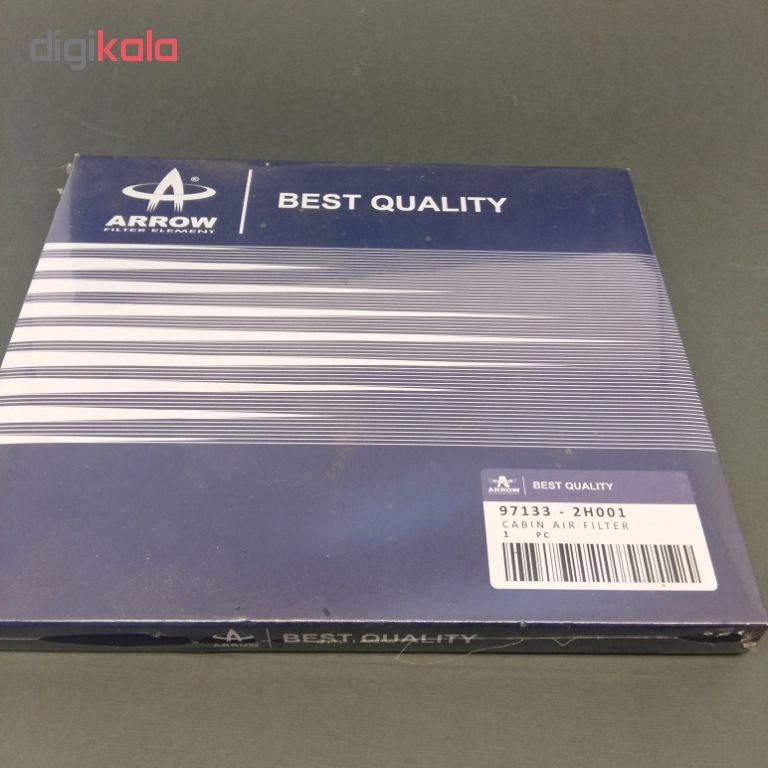 digikala
ARROW ®
FILTER ELEMENT
BEST QUALITY
ARROW
BEST QUALITY
97133 - 2H001
CABIN AIR FILTER
1 PC
ARROW
BEST QUALITY